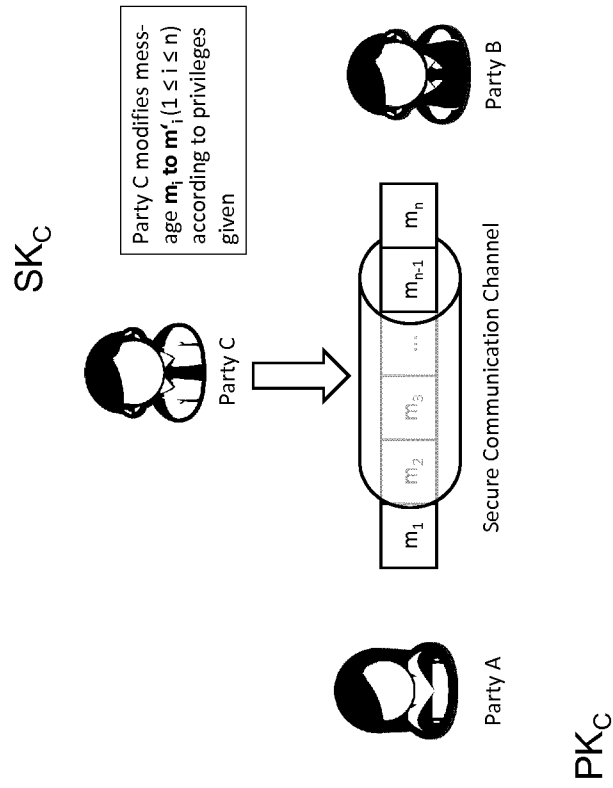 SK_C
Party C modifies mess-
age m_i to m‘_i (1 ≤ i ≤ n)
according to privileges
given
Party C
m_1 m_2 m_3 ... m_{n-1} m_n
Secure Communication Channel
Party A
Party B
PK_C